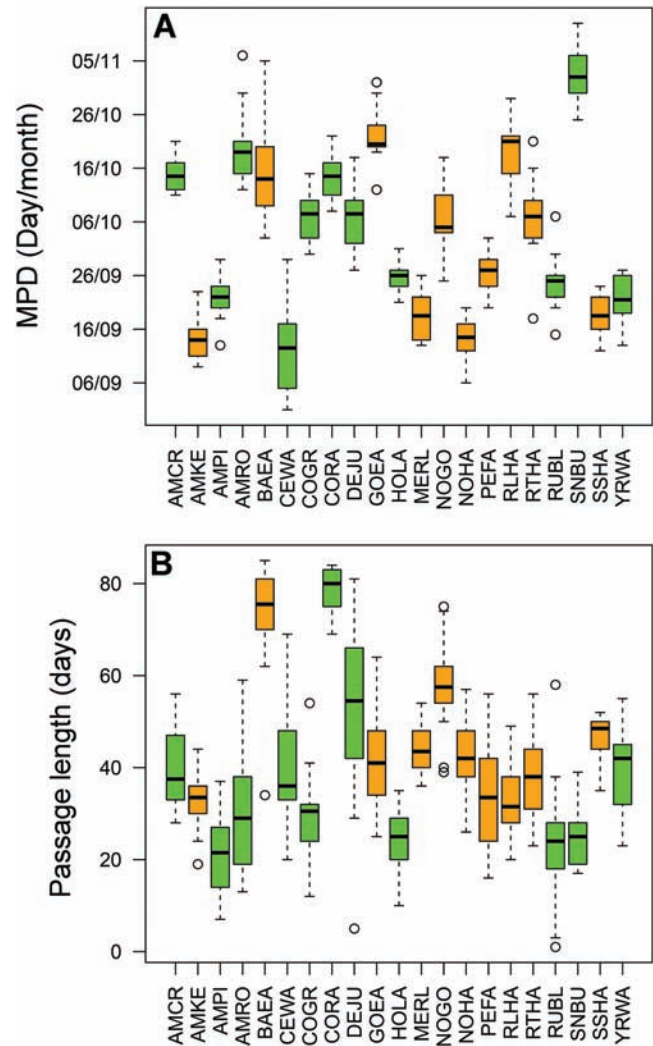 A
MPD (Day/month)
05/11
26/10
16/10
06/10
26/09
16/09
06/09
AMCR
AMKE
AMPI
AMRO
BAEA
CEWA
COGR
CORA
DEJU
GOEA
HOLA
MERL
NOGO
NOHA
PEFA
RLHA
RTHA
RUBL
SNBU
SSHA
YRWA
B
Passage length (days)
80
60
40
20
0
AMCR
AMKE
AMPI
AMRO
BAEA
CEWA
COGR
CORA
DEJU
GOEA
HOLA
MERL
NOGO
NOHA
PEFA
RLHA
RTHA
RUBL
SNBU
SSHA
YRWA